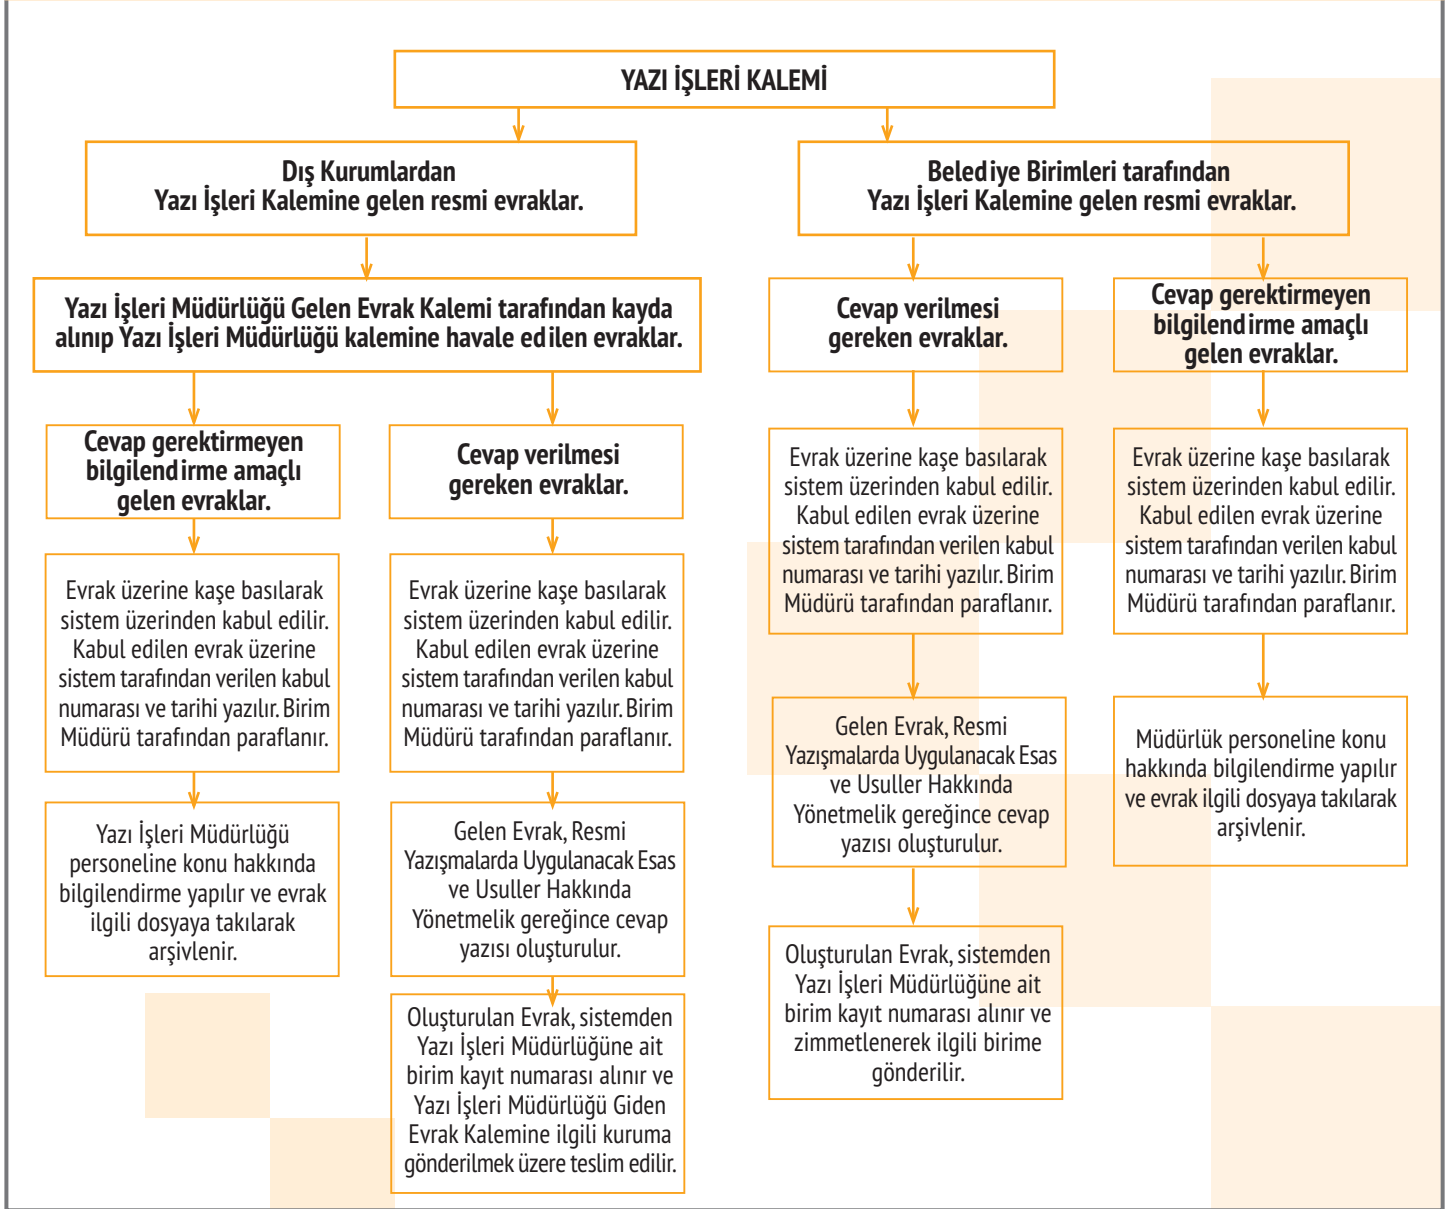 YAZI İŞLERİ KALEMİ
Dış Kurumlardan
Yazı İşleri Kalemine gelen resmi evraklar.
Belediye Birimleri tarafından
Yazı İşleri Kalemine gelen resmi evraklar.
Yazı İşleri Müdürlüğü Gelen Evrak Kalemi tarafından kayda
alınıp Yazı İşleri Müdürlüğü kalemine havale edilen evraklar.
Cevap verilmesi
gereken evraklar.
Cevap gerektirmeyen
bilgilendirme amaçlı
gelen evraklar.
Cevap gerektirmeyen
bilgilendirme amaçlı
gelen evraklar.
Cevap verilmesi
gereken evraklar.
Evrak üzerine kaşe basılarak
sistem üzerinden kabul edilir.
Kabul edilen evrak üzerine
sistem tarafından verilen kabul
numarası ve tarihi yazılır. Birim
Müdürü tarafından paraflanır.
Evrak üzerine kaşe basılarak
sistem üzerinden kabul edilir.
Kabul edilen evrak üzerine
sistem tarafından verilen kabul
numarası ve tarihi yazılır. Birim
Müdürü tarafından paraflanır.
Evrak üzerine kaşe basılarak
sistem üzerinden kabul edilir.
Kabul edilen evrak üzerine
sistem tarafından verilen kabul
numarası ve tarihi yazılır. Birim
Müdürü tarafından paraflanır.
Evrak üzerine kaşe basılarak
sistem üzerinden kabul edilir.
Kabul edilen evrak üzerine
sistem tarafından verilen kabul
numarası ve tarihi yazılır. Birim
Müdürü tarafından paraflanır.
Yazı İşleri Müdürlüğü
personeline konu hakkında
bilgilendirme yapılır ve evrak
ilgili dosyaya takılarak
arşivlenir.
Gelen Evrak, Resmi
Yazışmalarda Uygulanacak Esas
ve Usuller Hakkında
Yönetmelik gereğince cevap
yazısı oluşturulur.
Gelen Evrak, Resmi
Yazışmalarda Uygulanacak Esas
ve Usuller Hakkında
Yönetmelik gereğince cevap
yazısı oluşturulur.
Müdürlük personeline konu
hakkında bilgilendirme yapılır
ve evrak ilgili dosyaya takılarak
arşivlenir.
Oluşturulan Evrak, sistemden
Yazı İşleri Müdürlüğüne ait
birim kayıt numarası alınır ve
Yazı İşleri Müdürlüğü Giden
Evrak Kalemine ilgili kuruma
gönderilmek üzere teslim edilir.
Oluşturulan Evrak, sistemden
Yazı İşleri Müdürlüğüne ait
birim kayıt numarası alınır ve
zimmetlenerek ilgili birime
gönderilir.